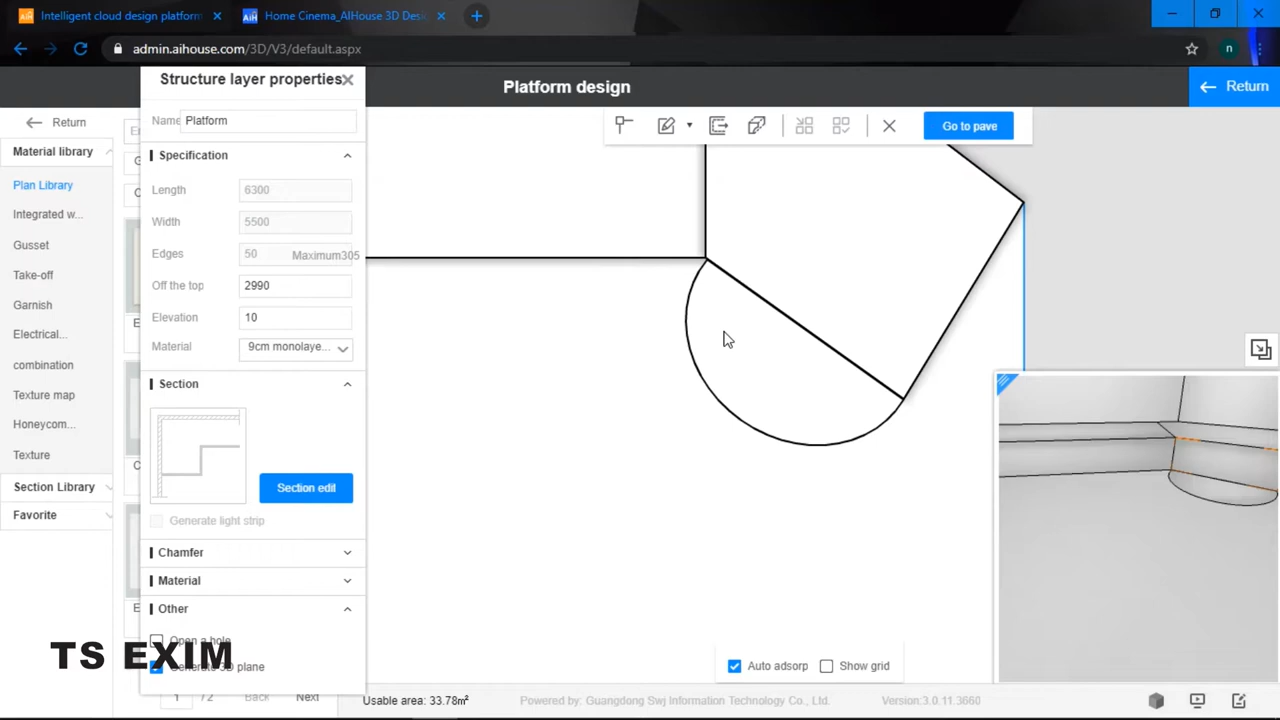 Intelligent cloud design platform
Home Cinema_AIHouse 3D Desi
admin.aihouse.com/3D/V3/default.aspx
n
Structure layer properties
Platform design
Return
Return
Name Platform
Go to pave
Material library
Specification
Plan Library
Length 6300
Integrated w...
Width 5500
Gusset
Edges 50 Maximum305
Take-off
Off the top 2990
Garnish
Elevation 10
Electrical...
Material 9cm monolaye...
combination
Section
Texture map
Honeycom...
Texture
Section Library
Section edit
Favorite
Generate light strip
Chamfer
Material
Other
Open a hole
TS EXIM
Generate 3D plane
Auto adsorp Show grid
1 / 2 Back Next
Usable area: 33.78m²
Powered by: Guangdong Swj Information Technology Co., Ltd.
Version:3.0.11.3660